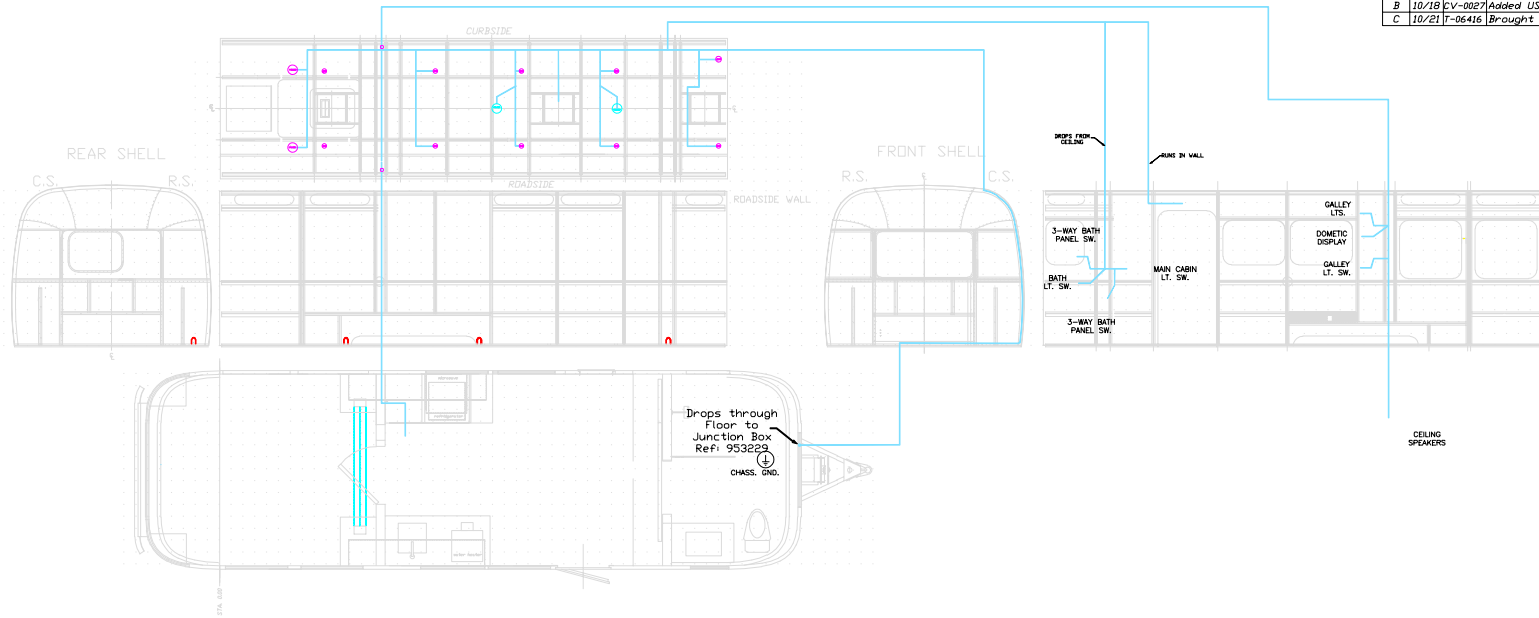 B 10/18 CV-0027 Added US
C 10/21 T-06416 Brought
CURBSIDE
DROPS FROM
CEILING
RUNS IN WALL
REAR SHELL
FRONT SHELL
C.S.
R.S.
ROADSIDE
R.S.
C.S.
ROADSIDE WALL
GALLEY
LTS.
3-WAY BATH
PANEL SW.
DOMETIC
DISPLAY
MAIN CABIN
LT. SW.
GALLEY
LT. SW.
BATH
LT. SW.
3-WAY BATH
PANEL SW.
Drops through
Floor to
Junction Box
Ref: 953229
CHASS. GND.
CEILING
SPEAKERS
water heater